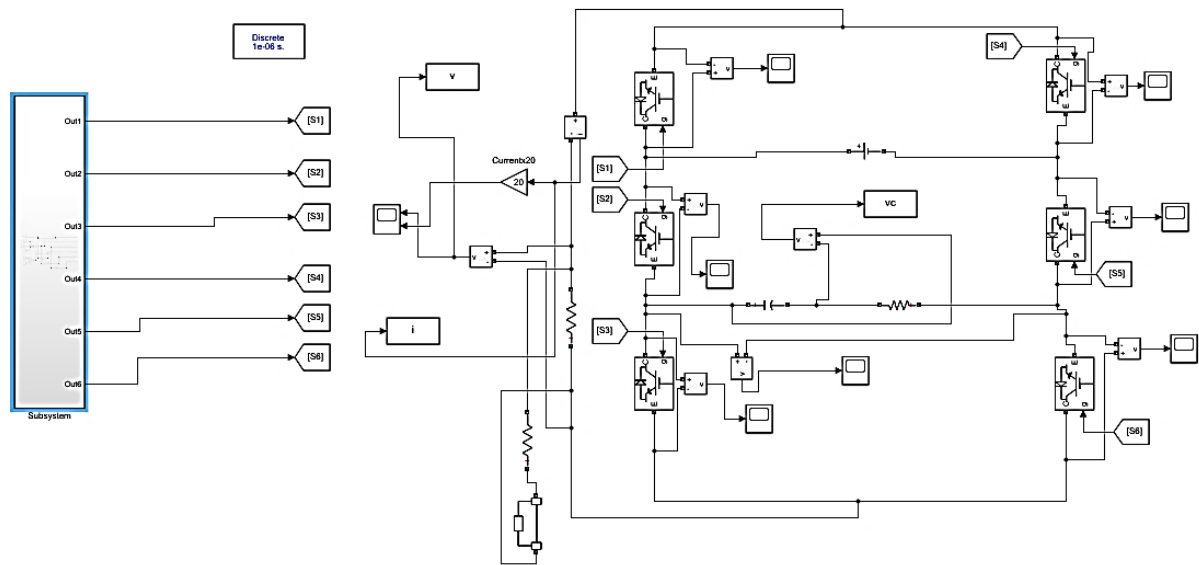 Discrete
1e-06 s.
Out1
Out2
Out3
Out4
Out5
Out6
Subsystem
[S1]
[S2]
[S3]
[S4]
[S5]
[S6]
v
Currentx20
20
v
i
[S1]
[S2]
[S3]
[S4]
[S5]
[S6]
vc
v
v
v
v
v
v
v
v
E
C
g
C
g
E
C
g
E
C
g
E
E
C
g
E
C
g